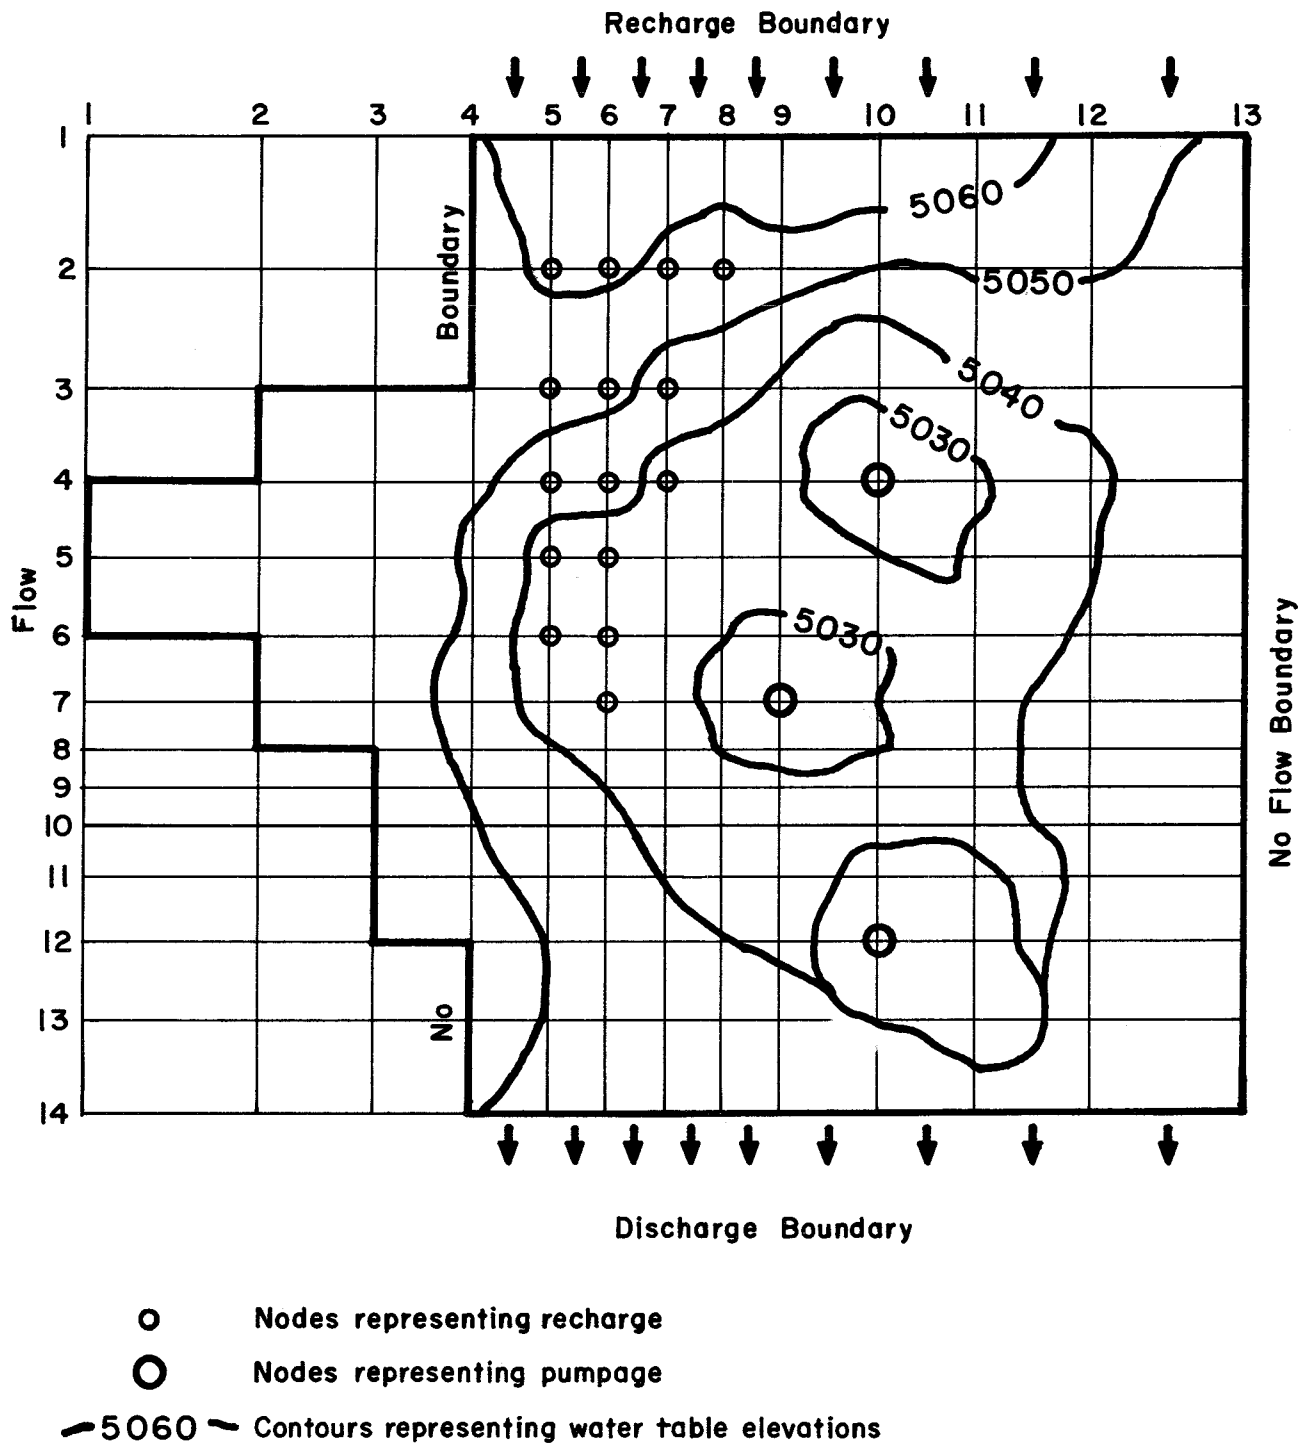 Recharge Boundary
1 2 3 4 5 6 7 8 9 10 11 12 13
1
5060
Boundary
2
5050
3
5040
5030
4
5
Flow
6
5030
7
8
9
No Flow Boundary
10
11
12
13
No
14
Discharge Boundary
Nodes representing recharge
Nodes representing pumpage
5060 Contours representing water table elevations